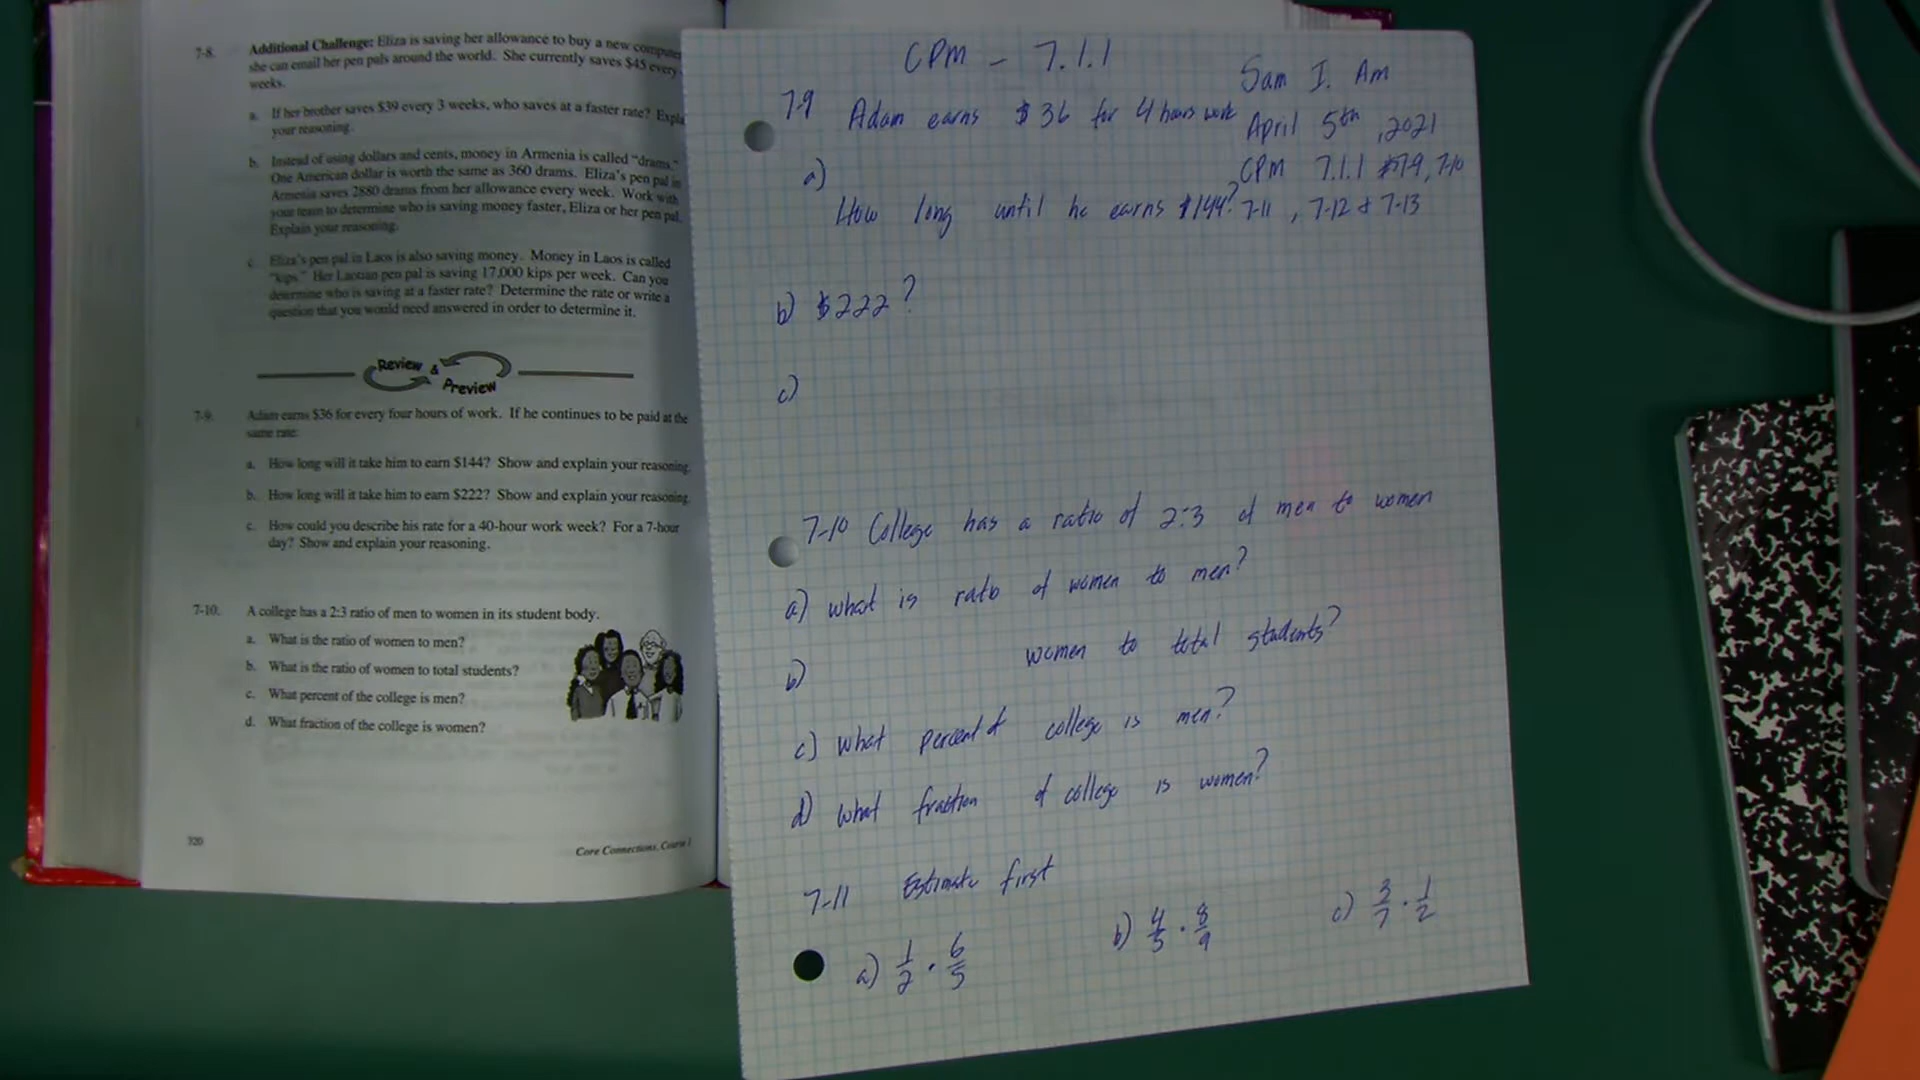 7-8. Additional Challenge: Eliza is saving her allowance to buy a new computer
she can email her pen pals around the world. She currently saves $45 every
weeks.
a. If her brother saves $39 every 3 weeks, who saves at a faster rate?
your reasoning.
b. Instead of using dollars and cents, money in Armenia is called "drams."
One American dollar is worth the same as 360 drams. Eliza's pen pal in
Armenia saves 2880 drams from her allowance every week. Work with
your team to determine who is saving money faster, Eliza or her pen pal.
Explain your reasoning.
c. Eliza's pen pal in Laos is also saving money. Money in Laos is called
"kips." Her Laotian pen pal is saving 17,000 kips per week. Can you
determine who is saving at a faster rate? Determine the rate or write a
question that you would need answered in order to determine it.
Review & Preview
7-9. Adam earns $36 for every four hours of work. If he continues to be paid at the
same rate:
a. How long will it take him to earn $144? Show and explain your reasoning.
b. How long will it take him to earn $222? Show and explain your reasoning.
c. How could you describe his rate for a 40-hour work week? For a 7-hour
day? Show and explain your reasoning.
7-10. A college has a 2:3 ratio of men to women in its student body.
a. What is the ratio of women to men?
b. What is the ratio of women to total students?
c. What percent of the college is men?
d. What fraction of the college is women?
320
Core Connections, Course 1
CPM - 7.1.1
Sam I. Am
April 5th, 2021
CPM 7.1.1 #7-9, 7-10
7-11, 7-12 & 7-13
7-9 Adam earns $36 for 4 hours work
a)
How long until he earns $144?
b) $222?
c)
7-10 College has a ratio of 2:3 of men to women
a) what is ratio of women to men?
b) women to total students?
c) what percent of college is men?
d) what fraction of college is women?
7-11 Estimate first
a) 1/2 · 6/5 b) 4/5 · 8/9 c) 3/7 · 1/2